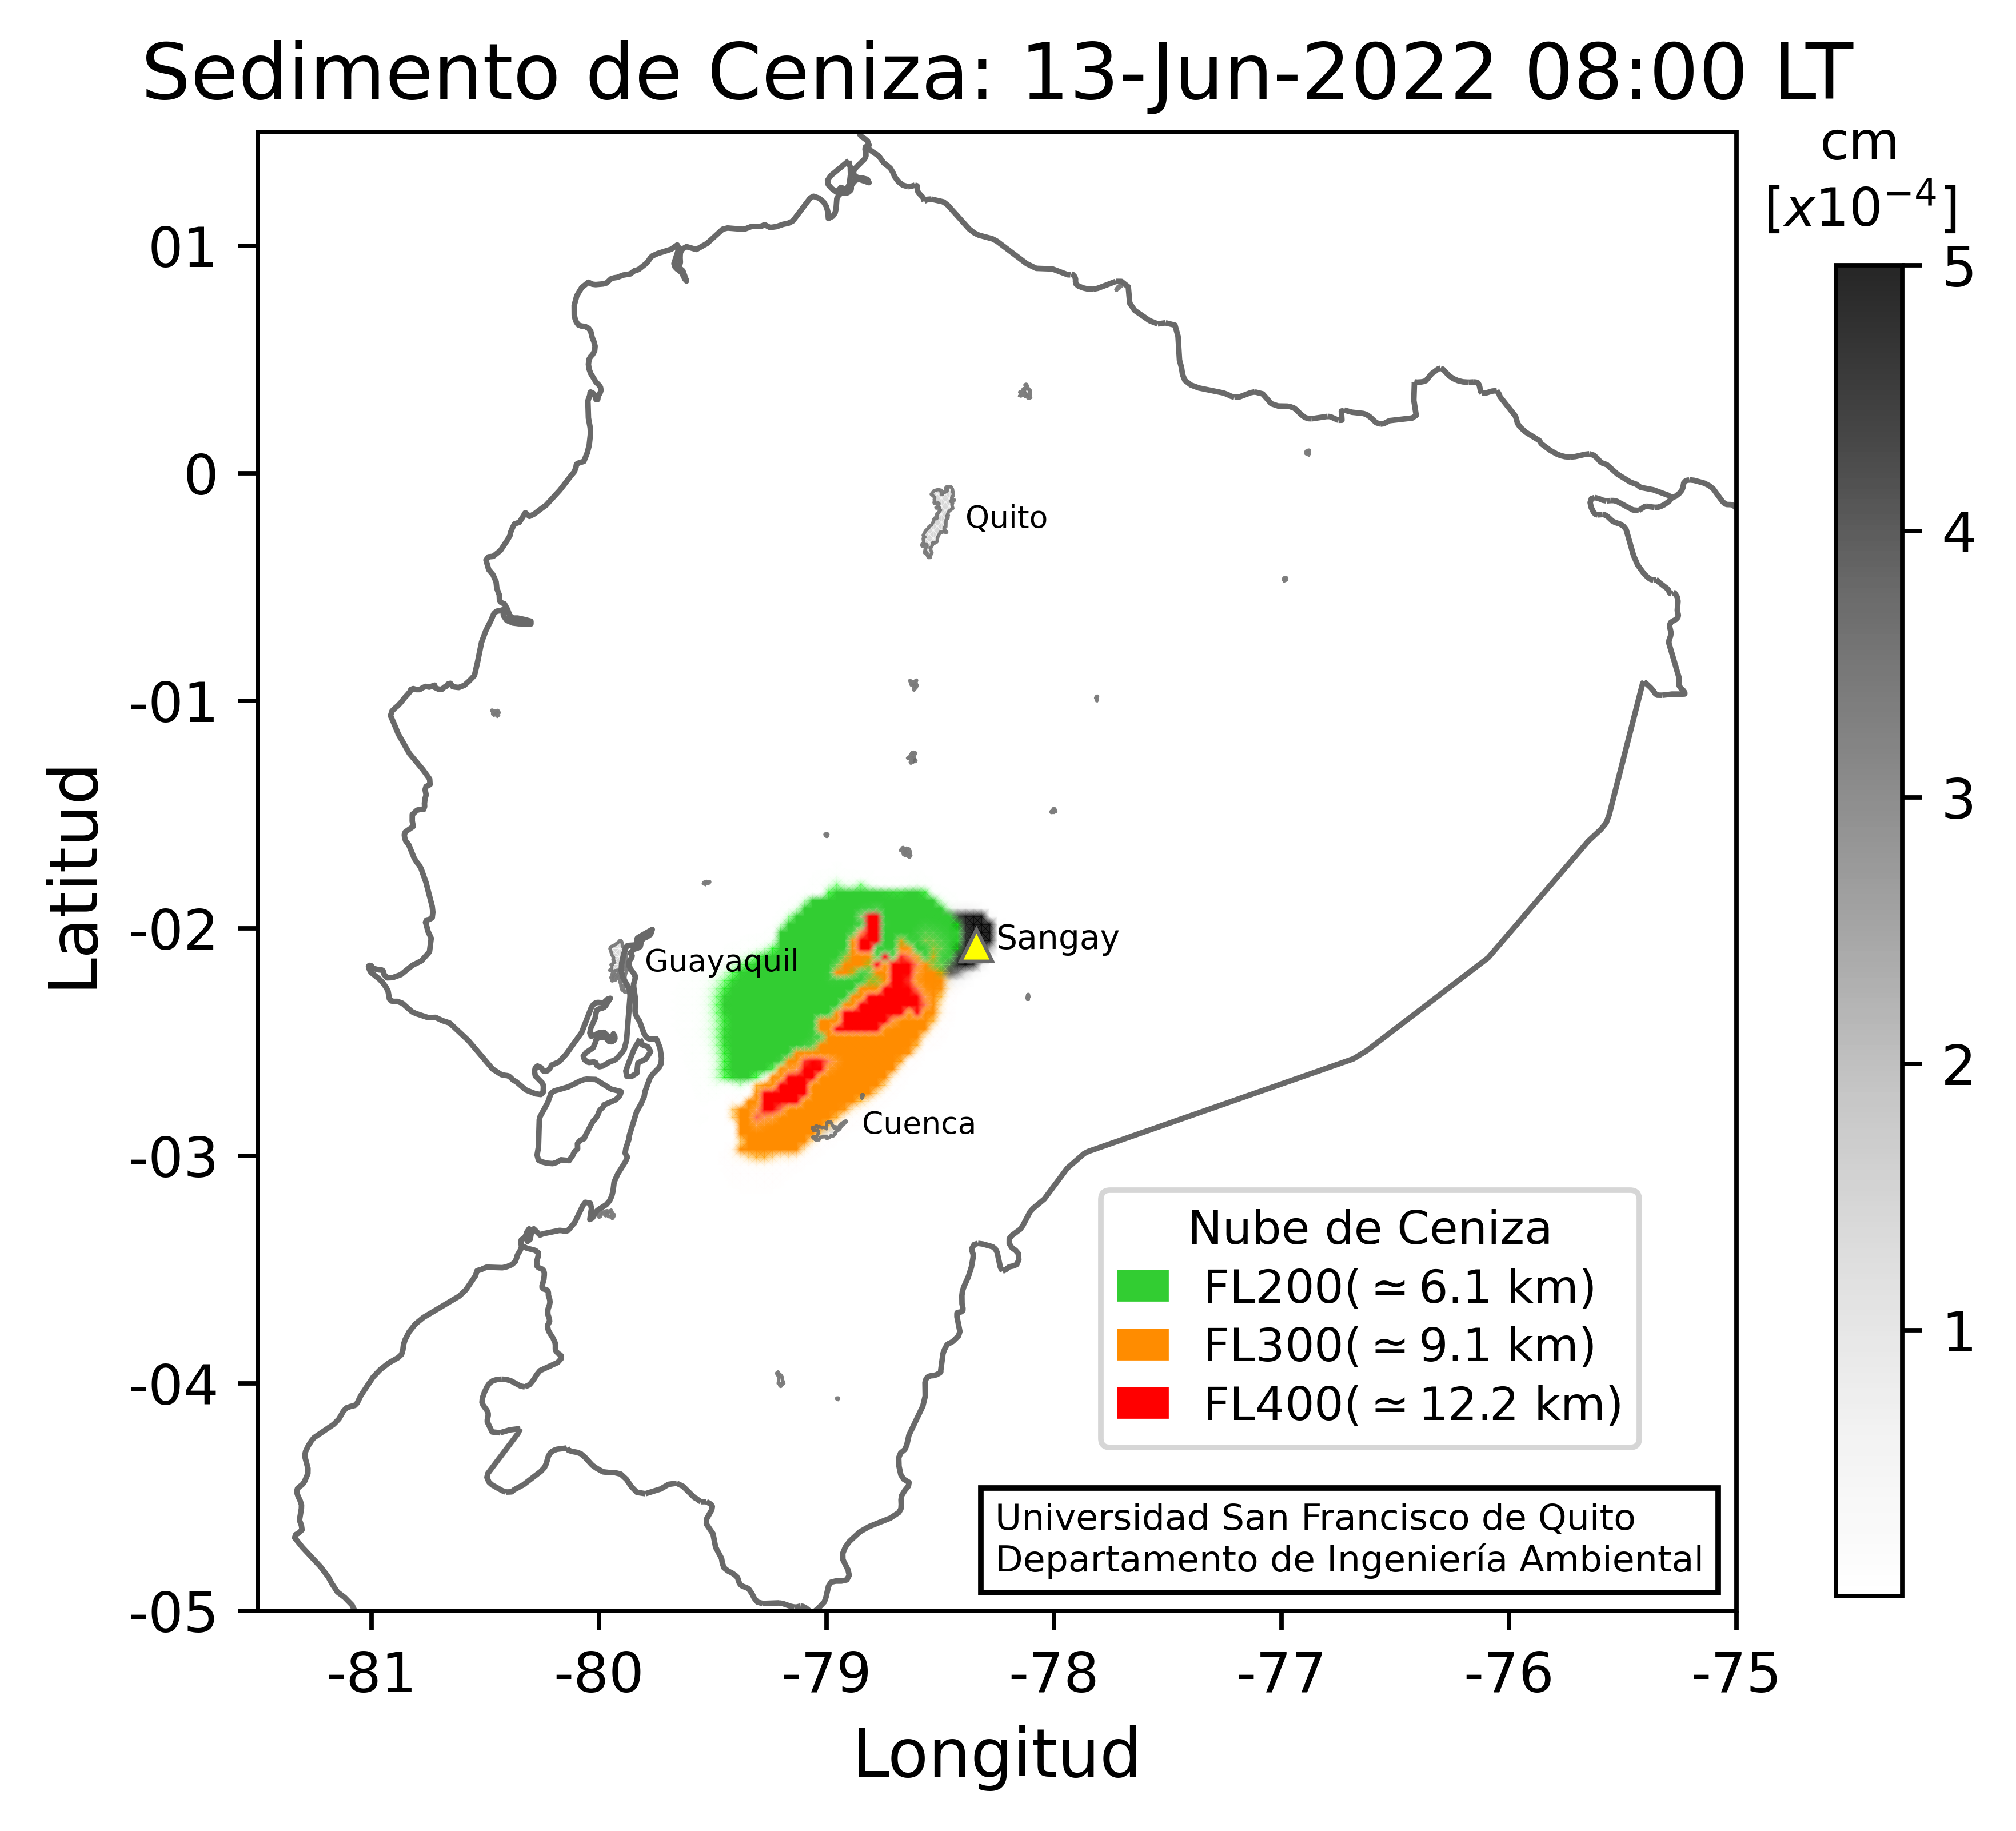 Sedimento de Ceniza: 13-Jun-2022 08:00 LT
cm
[x10⁻⁴]
5
4
3
2
1
Latitud
01
0
-01
-02
-03
-04
-05
Quito
Sangay
Guayaquil
Cuenca
Nube de Ceniza
FL200( ≃ 6.1 km)
FL300( ≃ 9.1 km)
FL400( ≃ 12.2 km)
Universidad San Francisco de Quito
Departamento de Ingeniería Ambiental
-81 -80 -79 -78 -77 -76 -75
Longitud